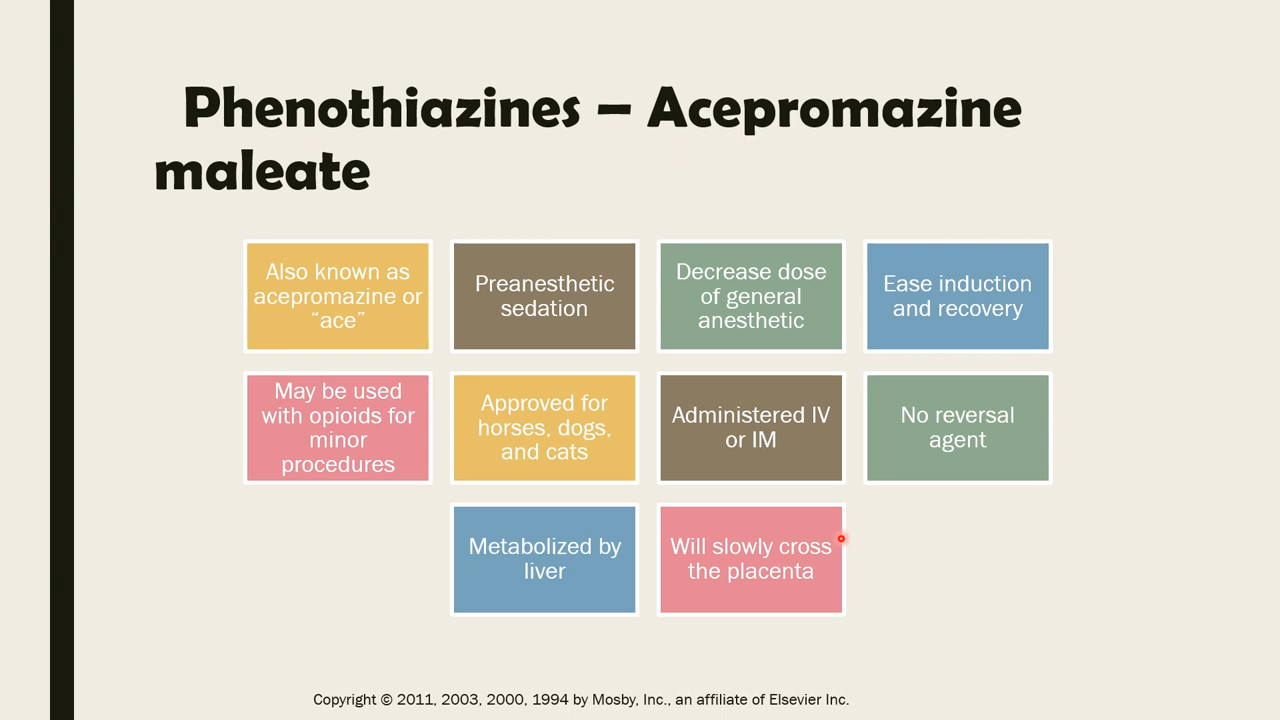 Phenothiazines – Acepromazine
maleate
Also known as
acepromazine or
“ace”
Preanesthetic
sedation
Decrease dose
of general
anesthetic
Ease induction
and recovery
May be used
with opioids for
minor
procedures
Approved for
horses, dogs,
and cats
Administered IV
or IM
No reversal
agent
Metabolized by
liver
Will slowly cross
the placenta
Copyright © 2011, 2003, 2000, 1994 by Mosby, Inc., an affiliate of Elsevier Inc.